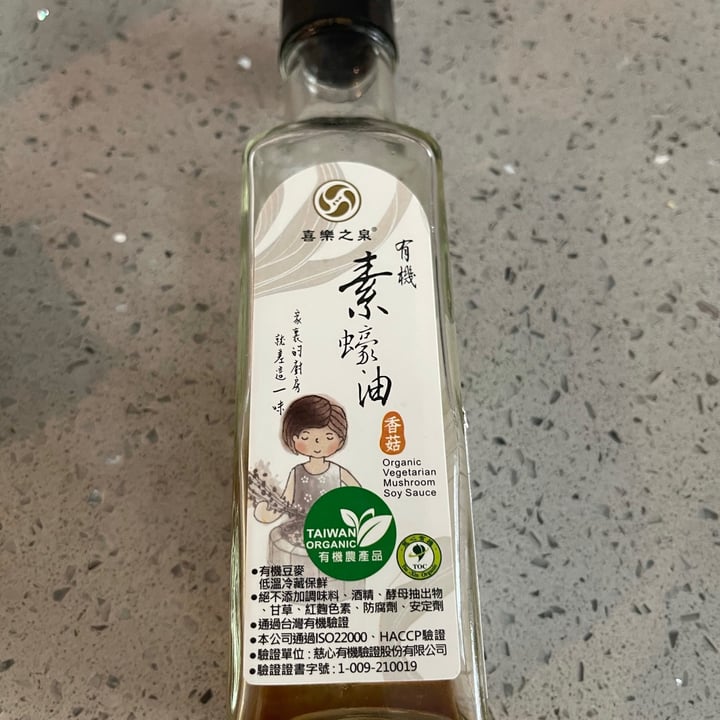 喜樂之泉®
有機
素蠔油
家裏的廚房
就差這一味
香菇
Organic
Vegetarian
Mushroom
Soy Sauce
TAIWAN
ORGANIC
有機農產品
TOC
•有機豆麥
低溫冷藏保鮮
•絕不添加調味料、酒精、酵母抽出物
、甘草、紅麴色素、防腐劑、安定劑
•通過台灣有機驗證
•本公司通過ISO22000、HACCP驗證
•驗證單位：慈心有機驗證股份有限公司
•驗證證書字號：1-009-210019